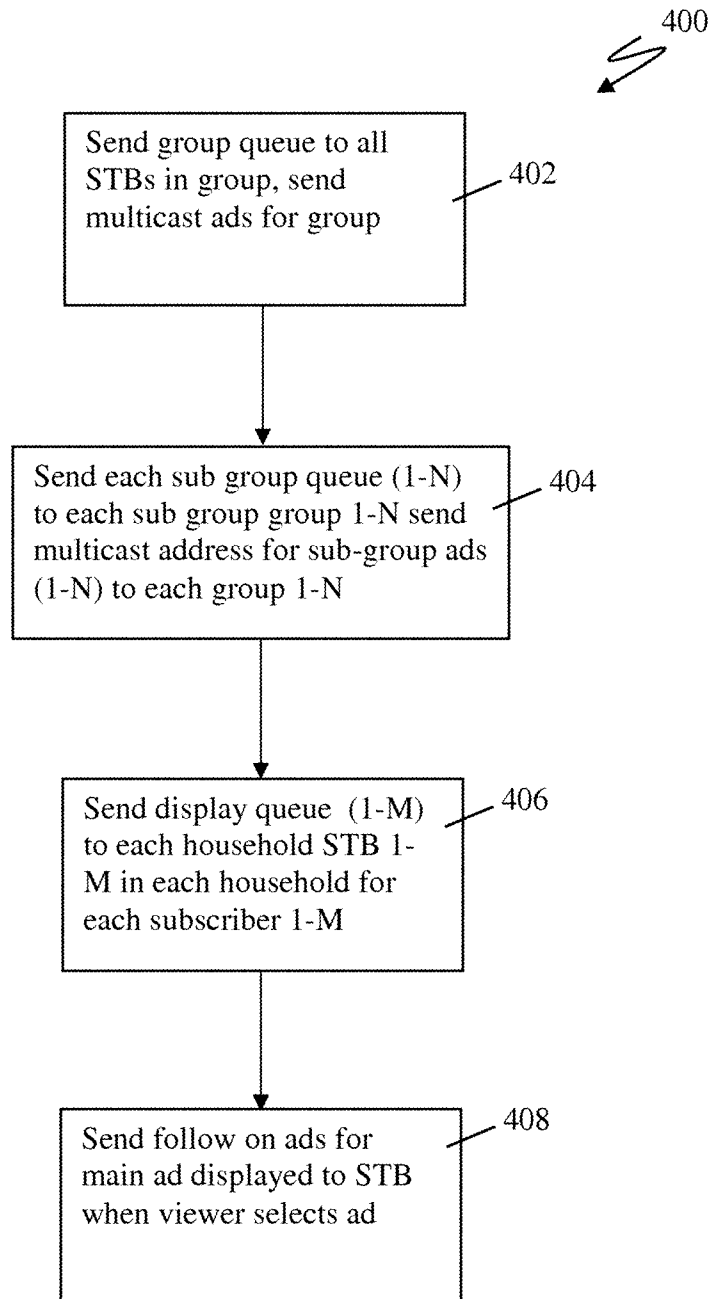 400
Send group queue to all
STBs in group, send
multicast ads for group
402
Send each sub group queue (1-N)
to each sub group group 1-N send
multicast address for sub-group ads
(1-N) to each group 1-N
404
Send display queue (1-M)
to each household STB 1-
M in each household for
each subscriber 1-M
406
Send follow on ads for
main ad displayed to STB
when viewer selects ad
408